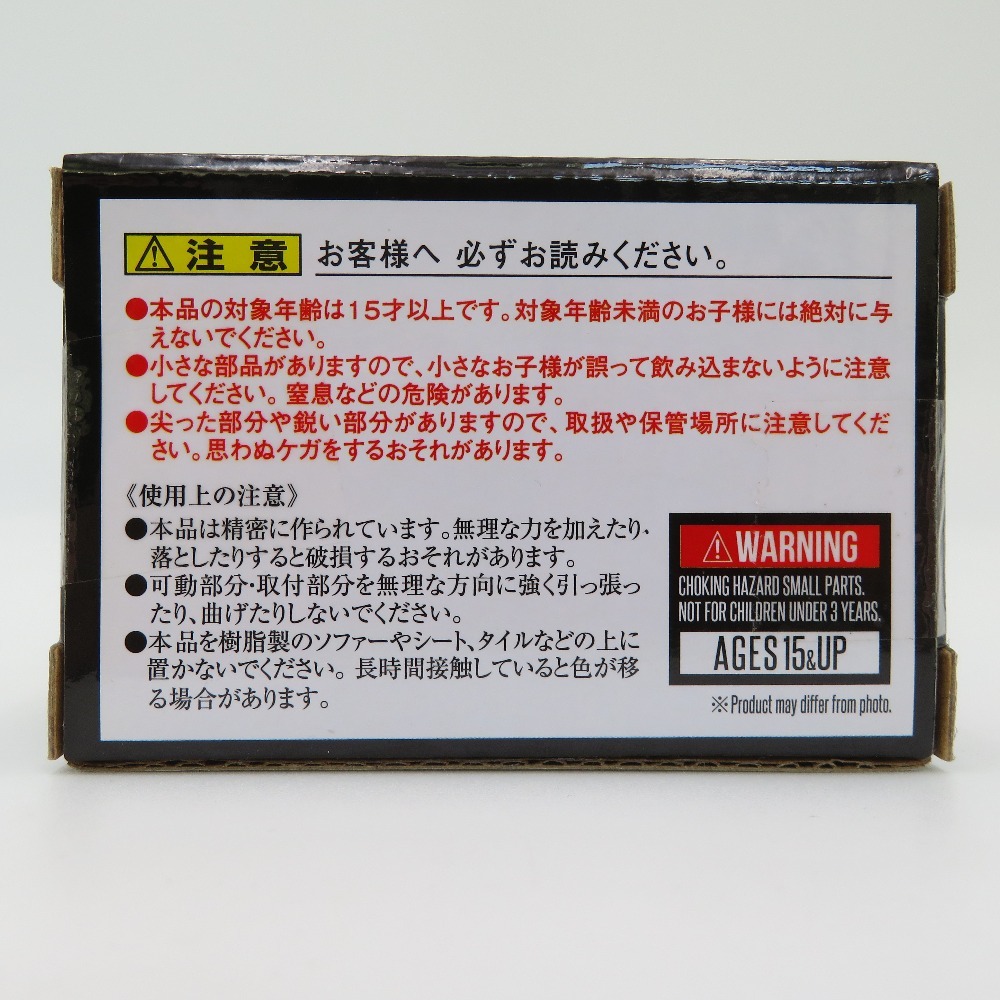 ⚠注意 お客様へ 必ずお読みください。
●本品の対象年齢は15才以上です。対象年齢未満のお子様には絶対に与
えないでください。
●小さな部品がありますので、小さなお子様が誤って飲み込まないように注意
してください。窒息などの危険があります。
●尖った部分や鋭い部分がありますので、取扱や保管場所に注意してくだ
さい。思わぬケガをするおそれがあります。
《使用上の注意》
●本品は精密に作られています。無理な力を加えたり・
落としたりすると破損するおそれがあります。
●可動部分・取付部分を無理な方向に強く引っ張っ
たり、曲げたりしないでください。
●本品を樹脂製のソファーやシート、タイルなどの上に
置かないでください。長時間接触していると色が移
る場合があります。
⚠WARNING
CHOKING HAZARD SMALL PARTS.
NOT FOR CHILDREN UNDER 3 YEARS.
AGES 15&UP
※Product may differ from photo.